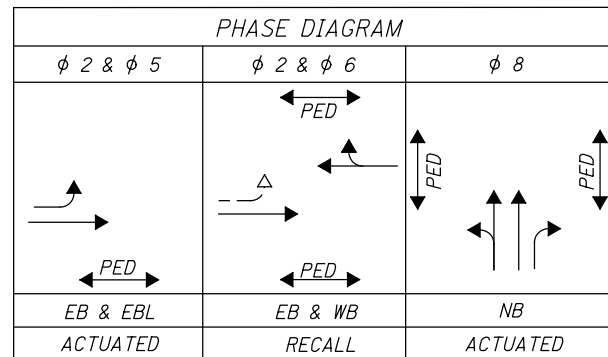 PHASE DIAGRAM
ϕ 2 & ϕ 5
ϕ 2 & ϕ 6
ϕ 8
PED
PED
PED
PED
PED
EB & EBL
EB & WB
NB
ACTUATED
RECALL
ACTUATED